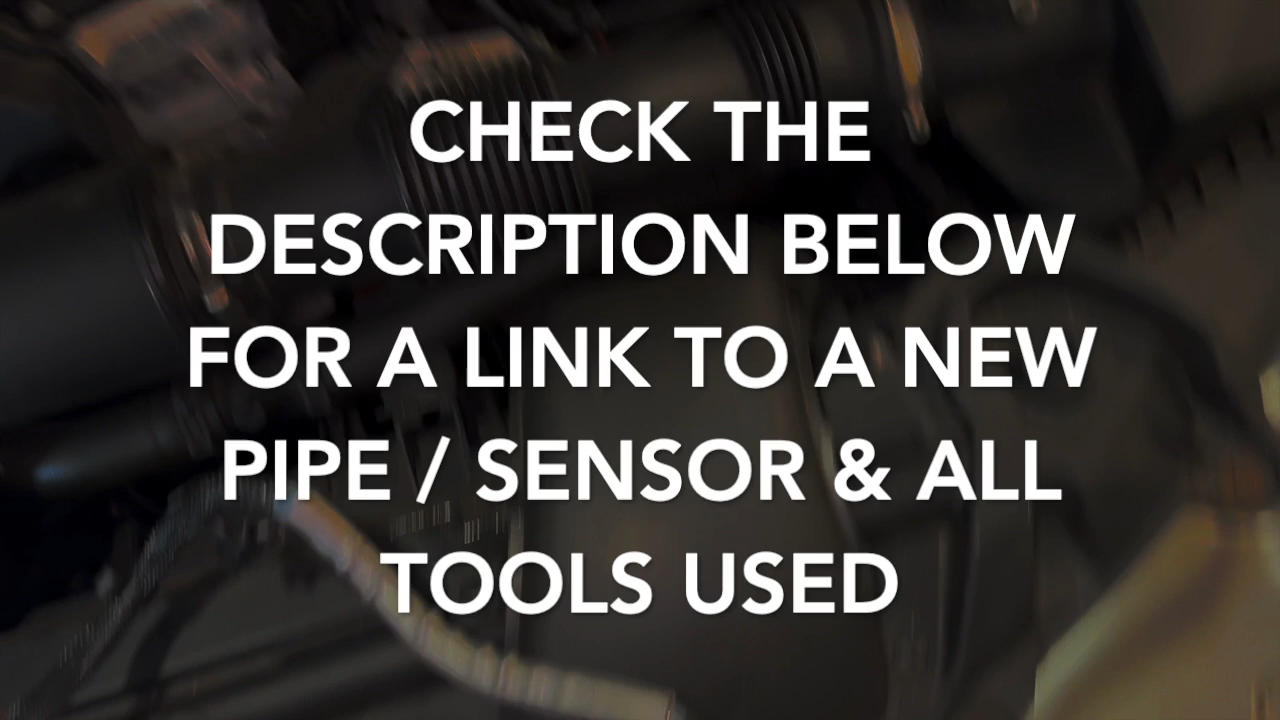 CHECK THE
DESCRIPTION BELOW
FOR A LINK TO A NEW
PIPE / SENSOR & ALL
TOOLS USED